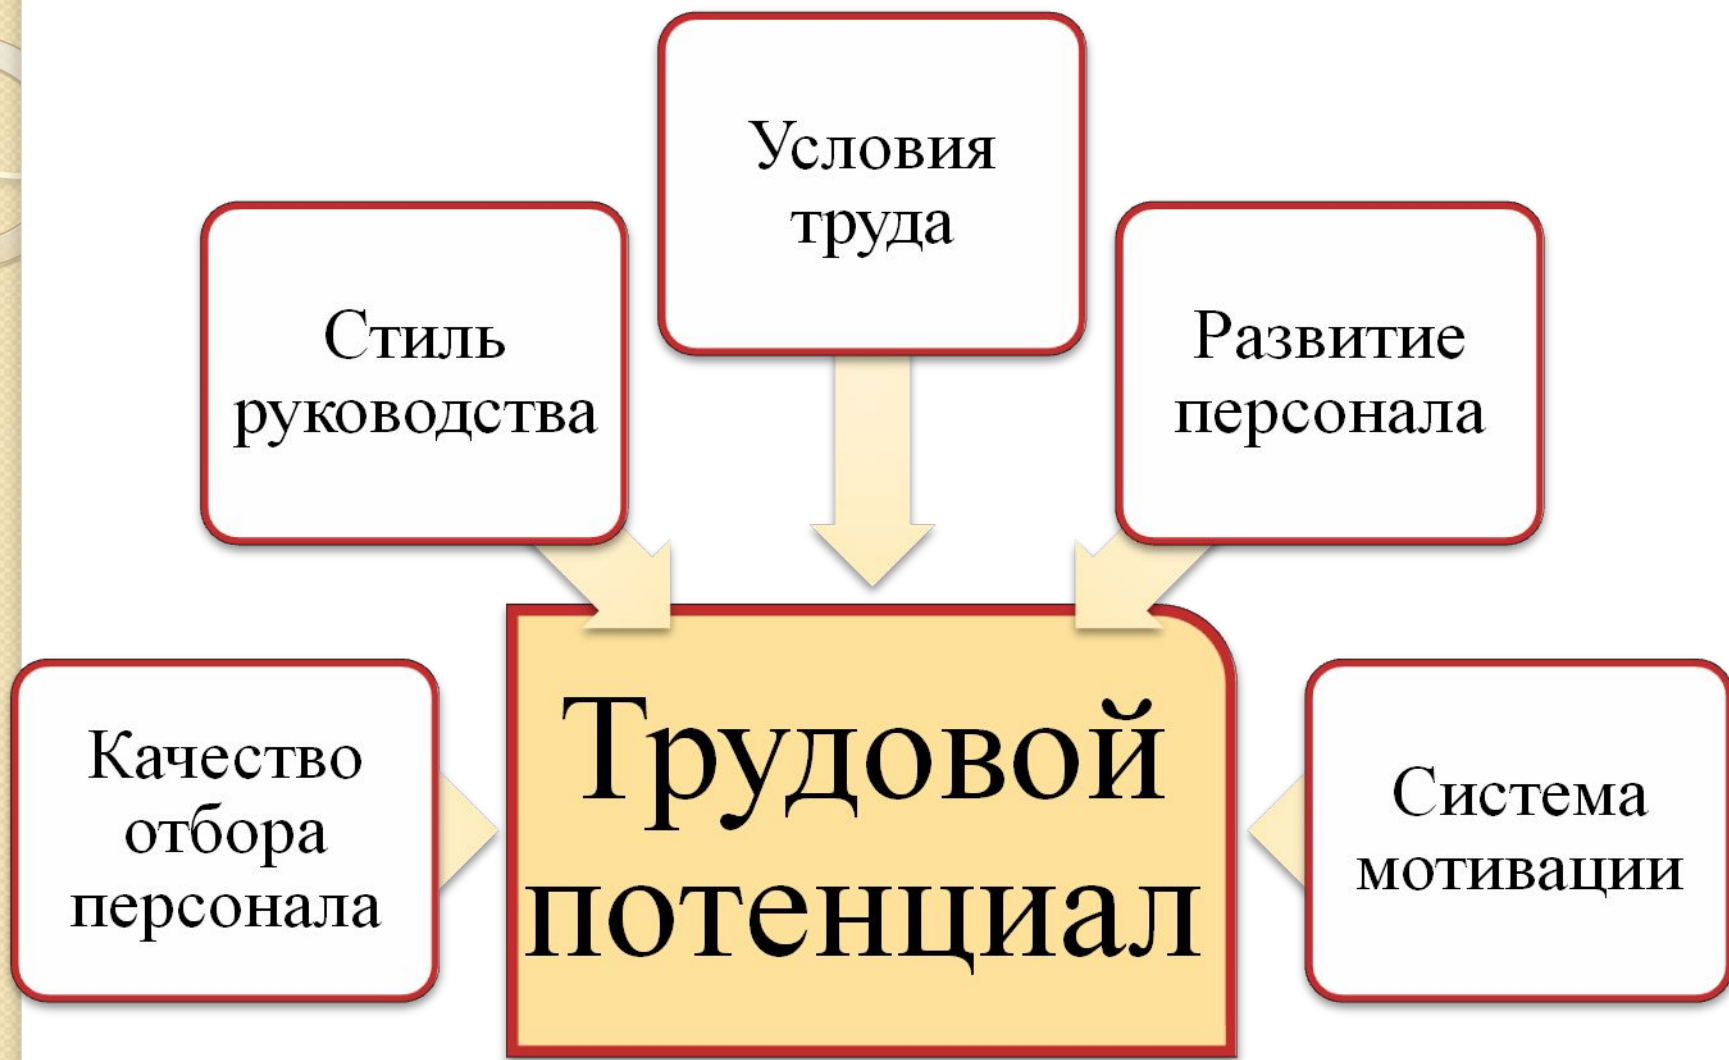 Условия
труда
Стиль
руководства
Развитие
персонала
Качество
отбора
персонала
Трудовой
потенциал
Система
мотивации